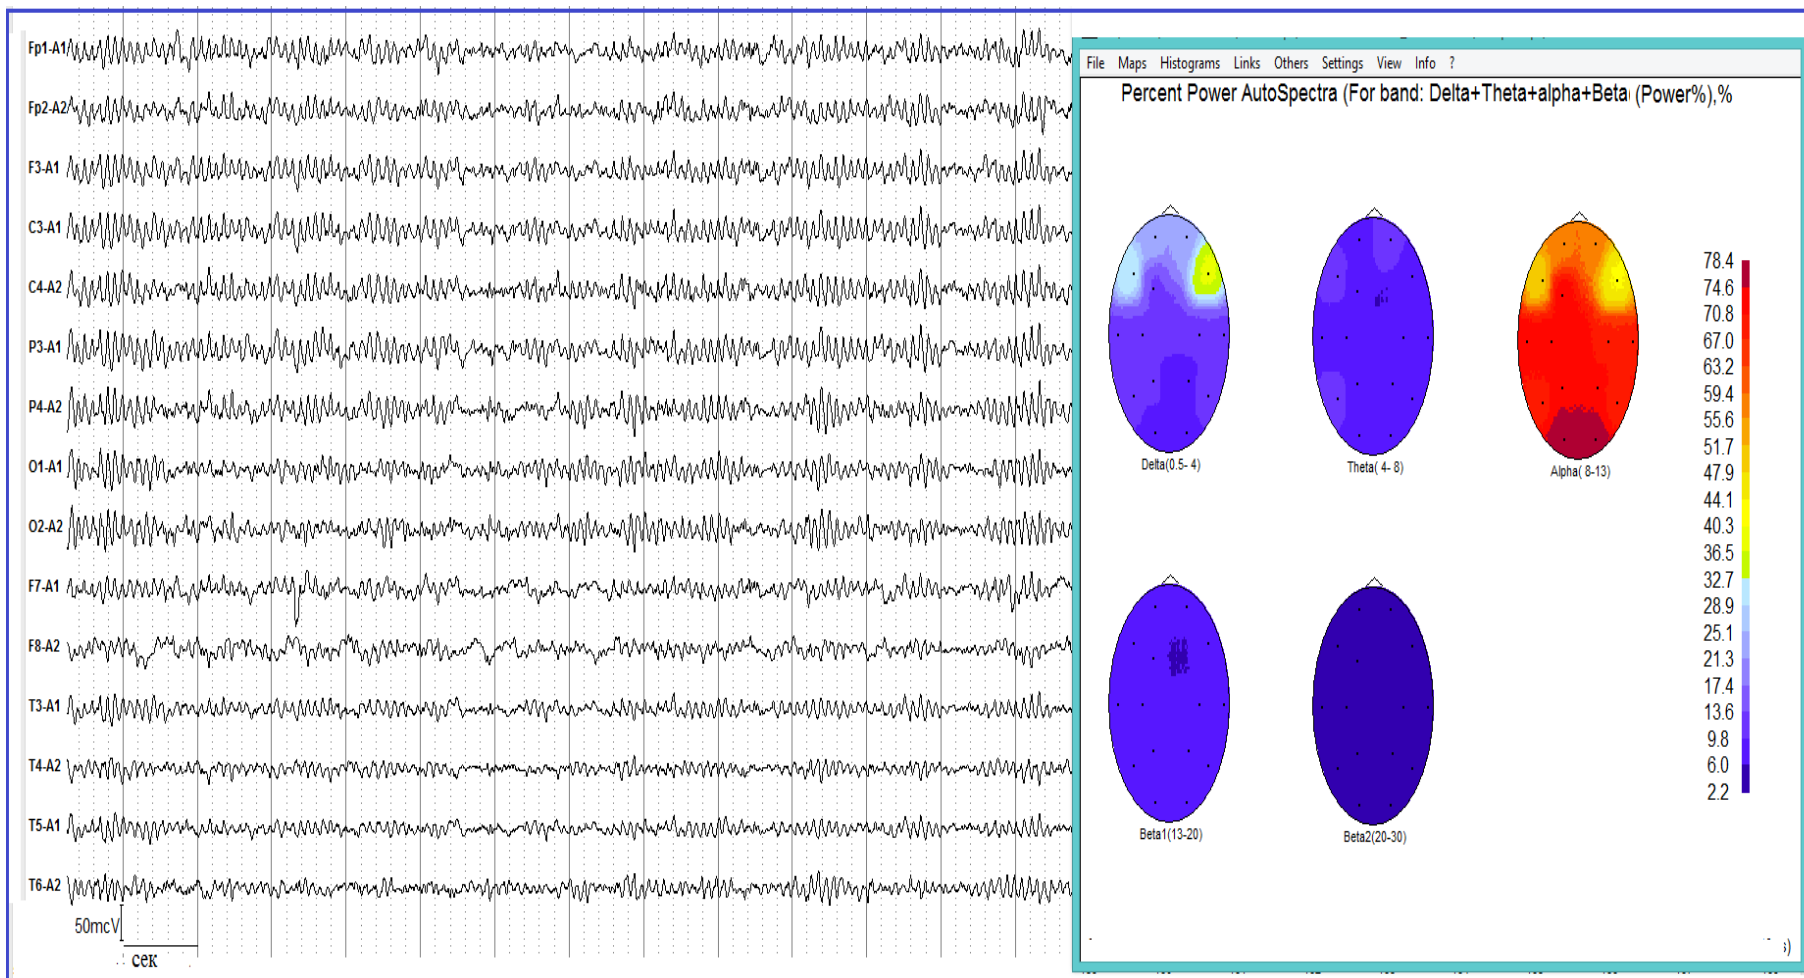 Fp1-A1
Fp2-A2
F3-A1
C3-A1
C4-A2
P3-A1
P4-A2
O1-A1
O2-A2
F7-A1
F8-A2
T3-A1
T4-A2
T5-A1
T6-A2
50mcV
сек
File Maps Histograms Links Others Settings View Info ?
Percent Power AutoSpectra (For band: Delta+Theta+alpha+Beta (Power%),%
Delta(0.5- 4)
Theta( 4- 8)
Alpha( 8-13)
Beta1(13-20)
Beta2(20-30)
78.4
74.6
70.8
67.0
63.2
59.4
55.6
51.7
47.9
44.1
40.3
36.5
32.7
28.9
25.1
21.3
17.4
13.6
9.8
6.0
2.2